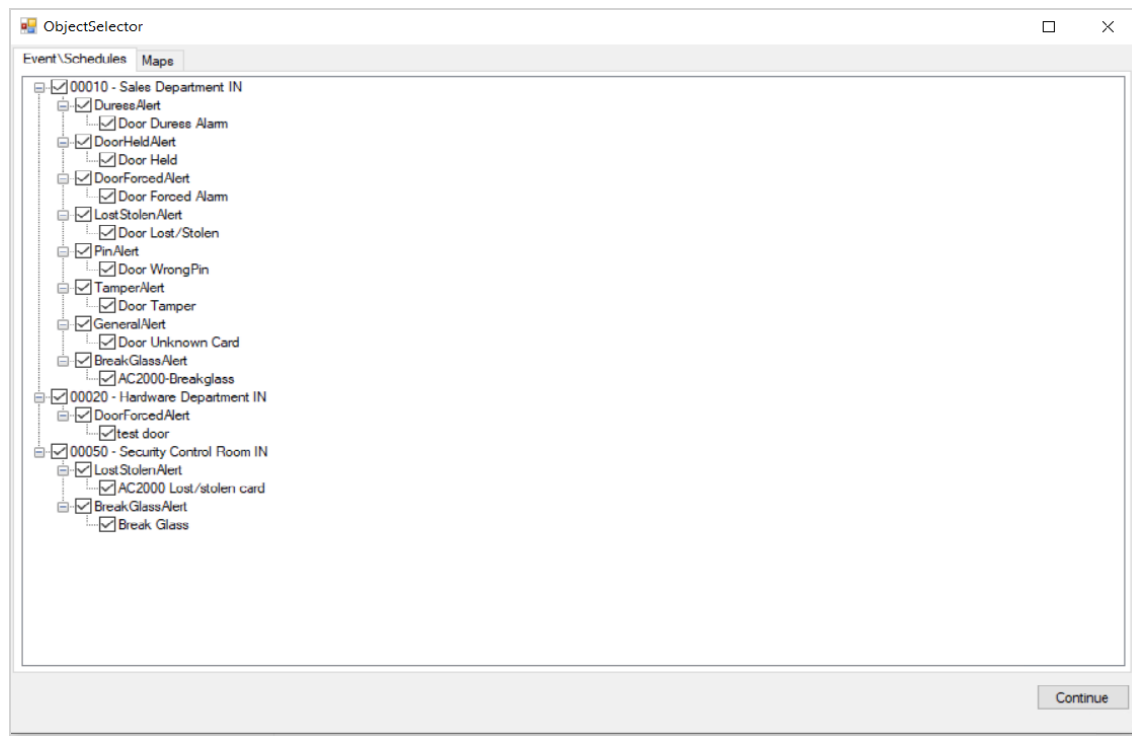 ObjectSelector
Event\Schedules Maps
00010 - Sales Department IN
DuressAlert
Door Duress Alarm
DoorHeldAlert
Door Held
DoorForcedAlert
Door Forced Alarm
LostStolenAlert
Door Lost/Stolen
PinAlert
Door WrongPin
TamperAlert
Door Tamper
GeneralAlert
Door Unknown Card
BreakGlassAlert
AC2000-Breakglass
00020 - Hardware Department IN
DoorForcedAlert
test door
00050 - Security Control Room IN
LostStolenAlert
AC2000 Lost/stolen card
BreakGlassAlert
Break Glass
Continue